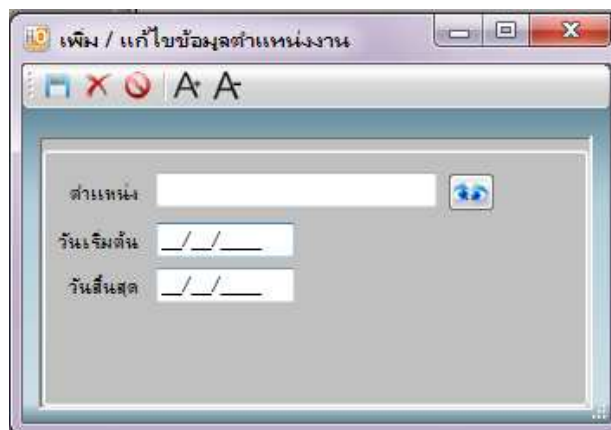 เพิ่ม / แก้ไขข้อมูลตำแหน่งงาน
A+ A-
ตำแหน่ง
วันเริ่มต้น __/__/____
วันสิ้นสุด __/__/____